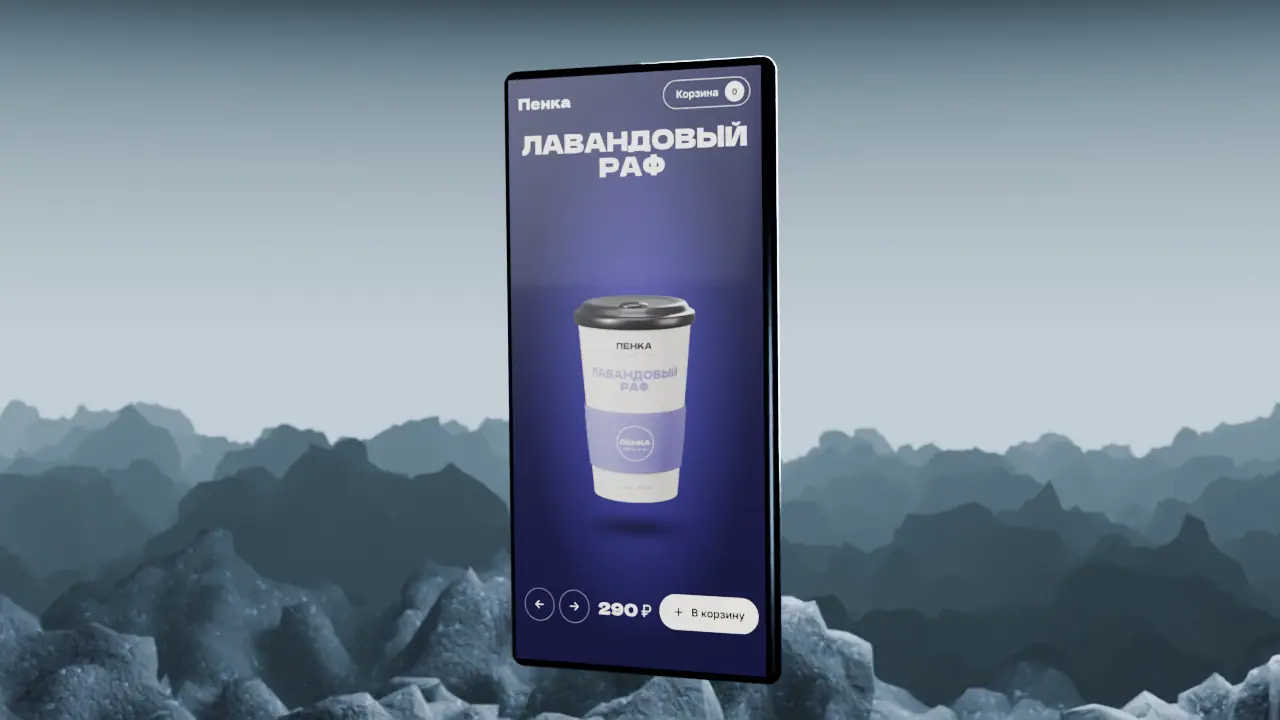 Пенка
Корзина 0
ЛАВАНДОВЫЙ
РАФ
ПЕНКА
ЛАВАНДОВЫЙ
РАФ
ПЕНКА
290 ₽
+ В корзину